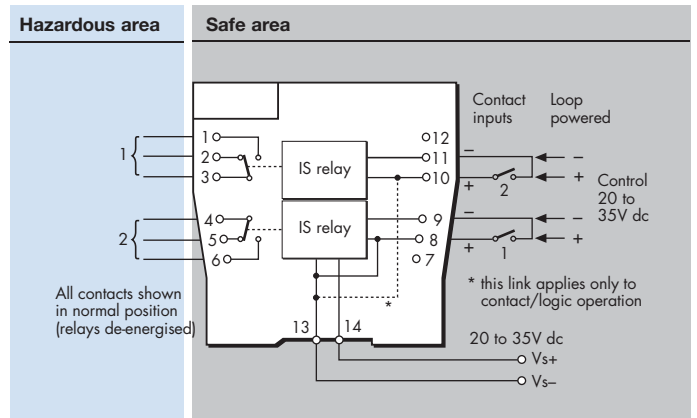 Hazardous area
Safe area
Contact inputs
Loop powered
1
2
3
4
5
6
1
2
IS relay
IS relay
12
11
10
9
8
7
–
+
2
–
+
–
+
1
–
+
Control
20 to
35V dc
*
* this link applies only to
contact/logic operation
All contacts shown
in normal position
(relays de-energised)
13
14
20 to 35V dc
Vs+
Vs–